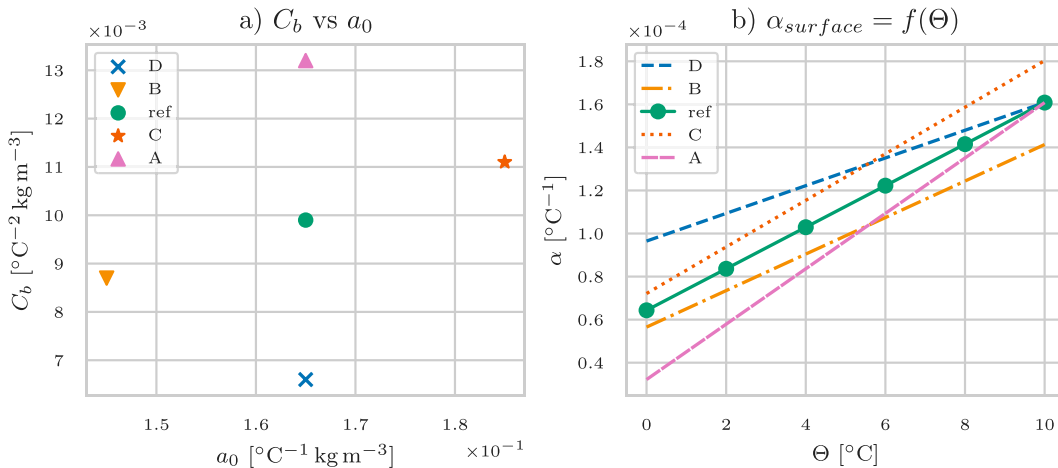 a) C_b vs a_0
×10⁻³
D
B
ref
C
A
13
12
11
10
9
8
7
C_b [°C⁻² kg m⁻³]
1.5
1.6
1.7
1.8
×10⁻¹
a_0 [°C⁻¹ kg m⁻³]
b) α_surface = f(Θ)
×10⁻⁴
D
B
ref
C
A
1.8
1.6
1.4
1.2
1.0
0.8
0.6
0.4
α [°C⁻¹]
0
2
4
6
8
10
Θ [°C]